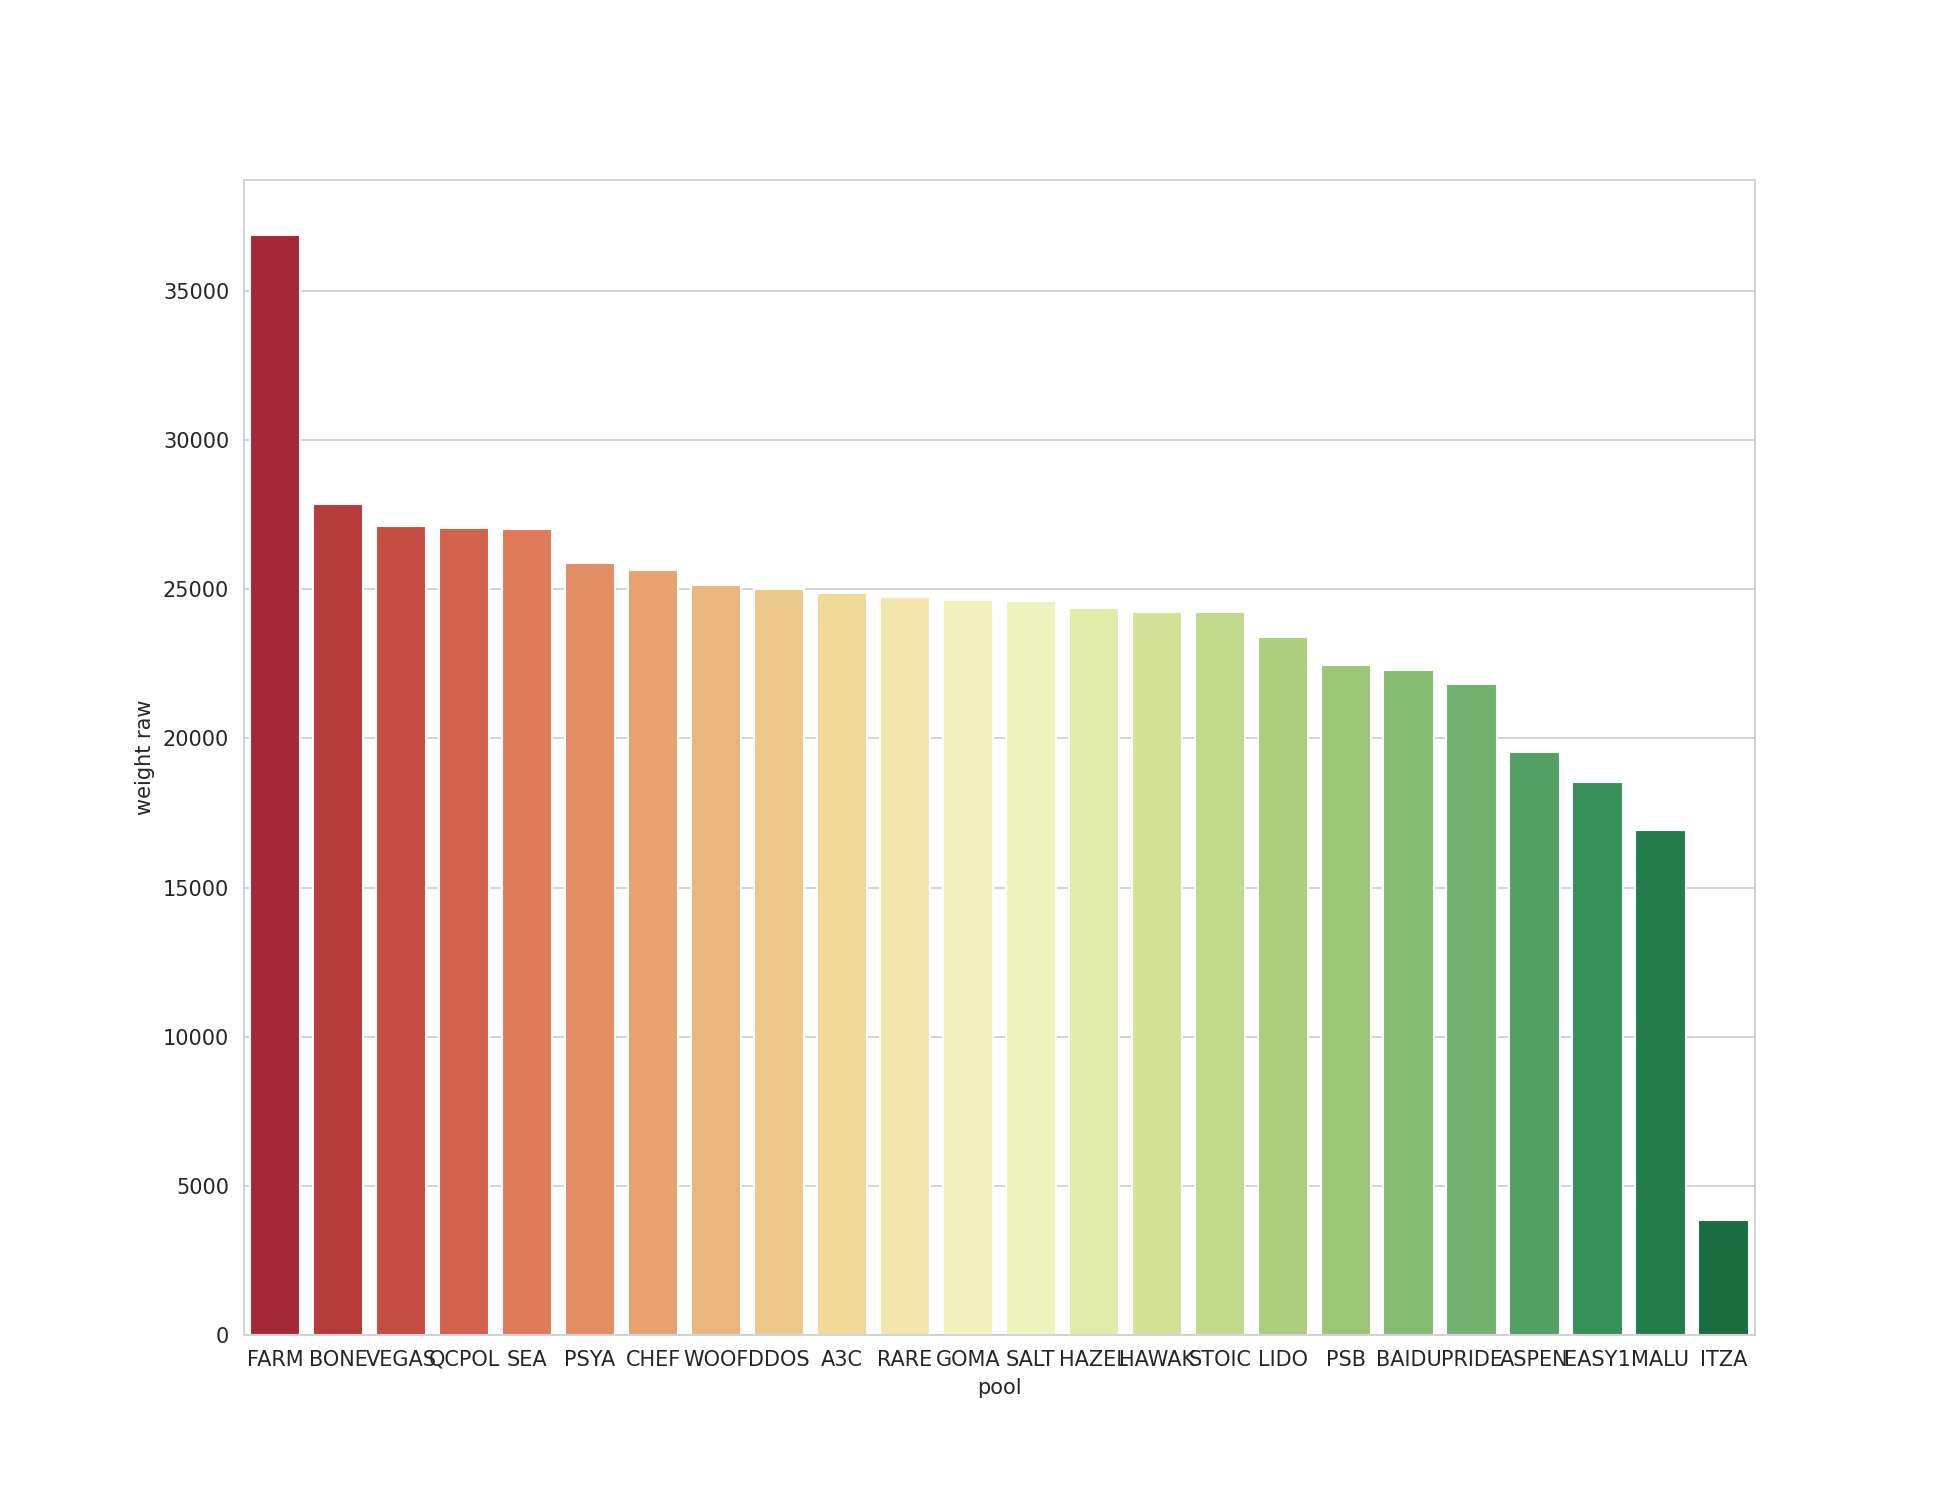 35000
30000
25000
20000
15000
10000
5000
0
weight raw
FARM BONE VEGAS QCPOL SEA PSYA CHEF WOOF DDOS A3C RARE GOMA SALT HAZEL HAWAK STOIC LIDO PSB BAIDU PRIDE ASPEN EASY1 MALU ITZA
pool